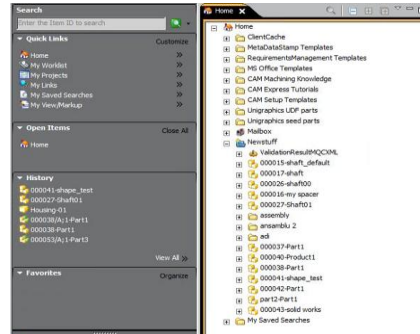 Search
Enter the Item ID to search
Quick Links
Customize
Home
My Worklist
My Projects
My Links
My Saved Searches
My View/Markup
Open Items
Close All
Home
History
000041-shape_test
000027-Shaft01
Housing-01
000038/A;1-Part1
000038-Part1
000053/A;1-Part3
View All
Favorites
Organize
Home
Home
ClientCache
MetaDataStamp Templates
RequirementsManagement Templates
MS Office Templates
CAM Machining Knowledge
CAM Express Tutorials
CAM Setup Templates
Unigraphics UDF parts
Unigraphics seed parts
Mailbox
Newstuff
ValidationResultMQCXML
000015-shaft_default
000017-shaft
000026-shaft00
000016-my spacer
000027-Shaft01
assembly
ansamblu 2
adi
000037-Part1
000040-Product1
000038-Part1
000041-shape_test
000042-Part1
part2-Part1
000043-solid works
My Saved Searches